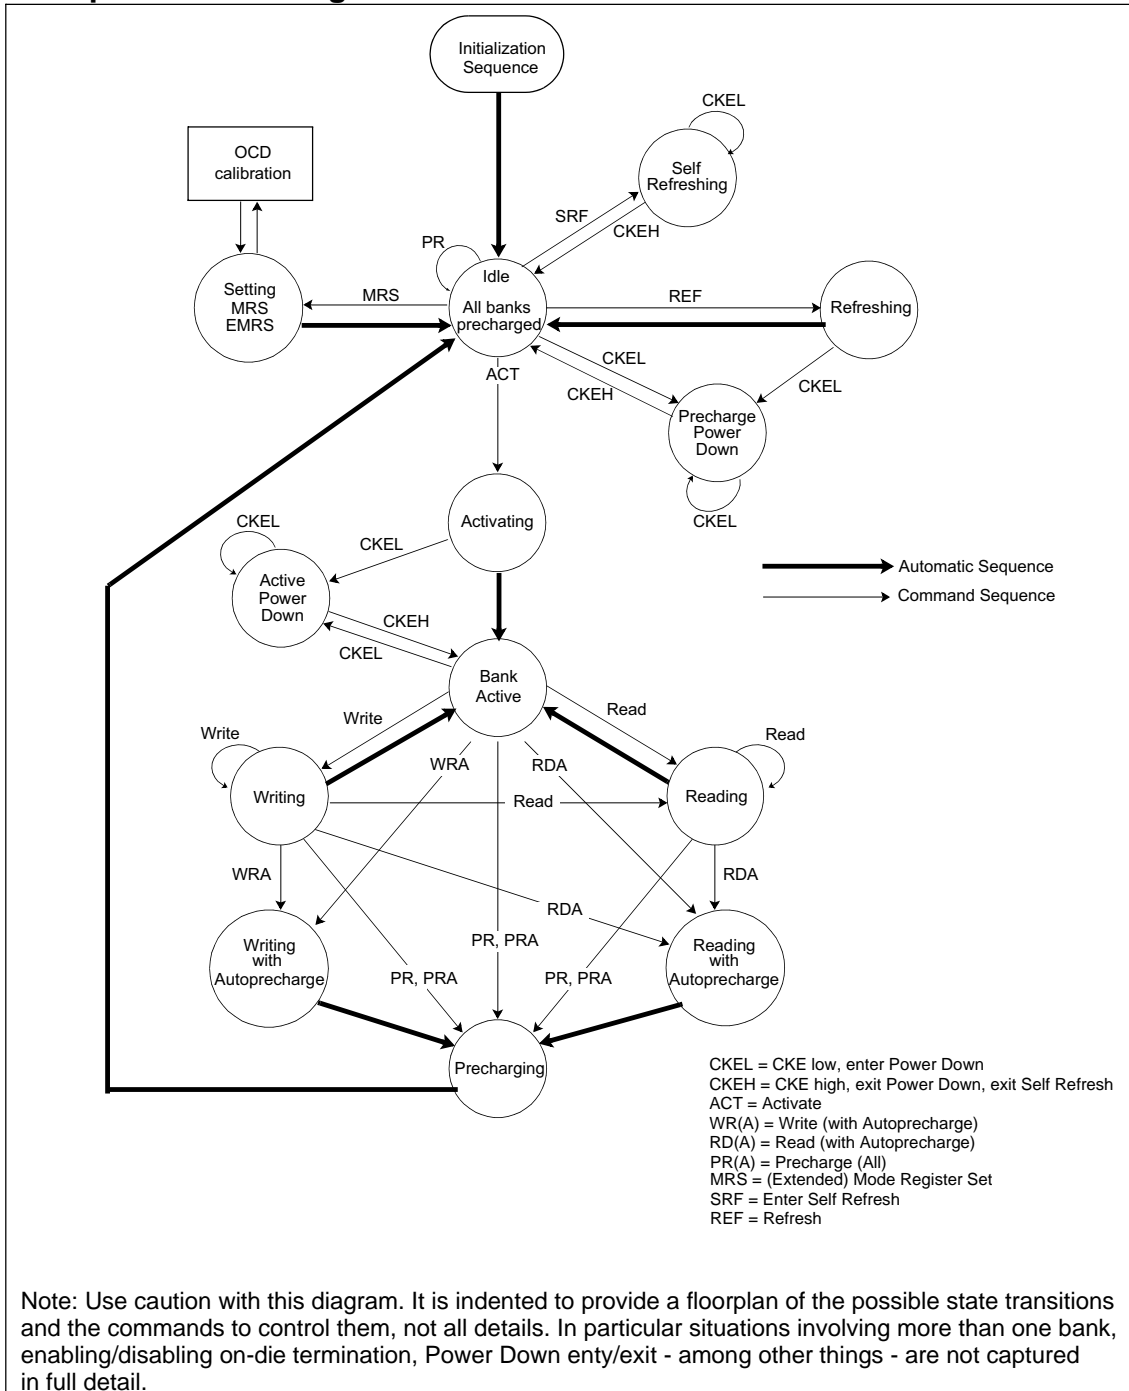 Initialization
Sequence
CKEL
OCD
calibration
Self
Refreshing
SRF
CKEH
PR
Idle
All banks
precharged
Setting
MRS
EMRS
MRS
REF
Refreshing
CKEL
CKEH
CKEL
ACT
Precharge
Power
Down
CKEL
Activating
CKEL
CKEL
Active
Power
Down
CKEH
CKEL
Automatic Sequence
Command Sequence
Bank
Active
Write
Read
Write
Read
WRA
RDA
Writing
Read
Reading
WRA
RDA
RDA
PR, PRA
Writing
with
Autoprecharge
PR, PRA
PR, PRA
Reading
with
Autoprecharge
Precharging
CKEL = CKE low, enter Power Down
CKEH = CKE high, exit Power Down, exit Self Refresh
ACT = Activate
WR(A) = Write (with Autoprecharge)
RD(A) = Read (with Autoprecharge)
PR(A) = Precharge (All)
MRS = (Extended) Mode Register Set
SRF = Enter Self Refresh
REF = Refresh
Note: Use caution with this diagram. It is indented to provide a floorplan of the possible state transitions
and the commands to control them, not all details. In particular situations involving more than one bank,
enabling/disabling on-die termination, Power Down enty/exit - among other things - are not captured
in full detail.